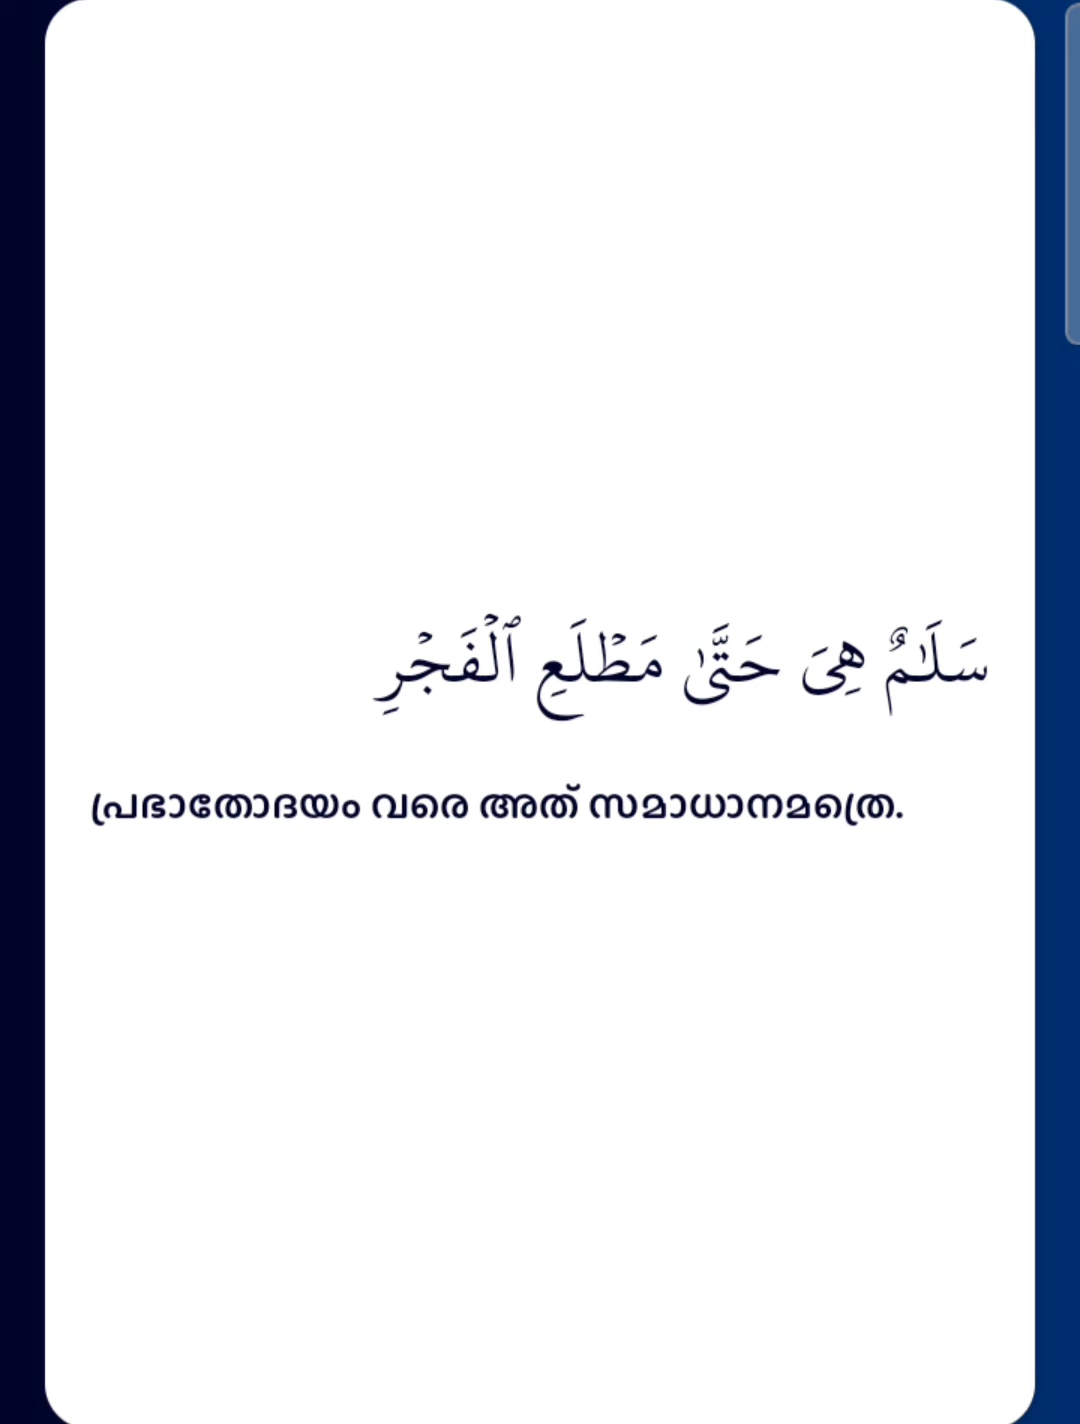 سَلَـٰمٌ هِىَ حَتَّىٰ مَطْلَعِ ٱلْفَجْرِ
പ്രഭാതോദയം വരെ അത് സമാധാനമത്രെ.